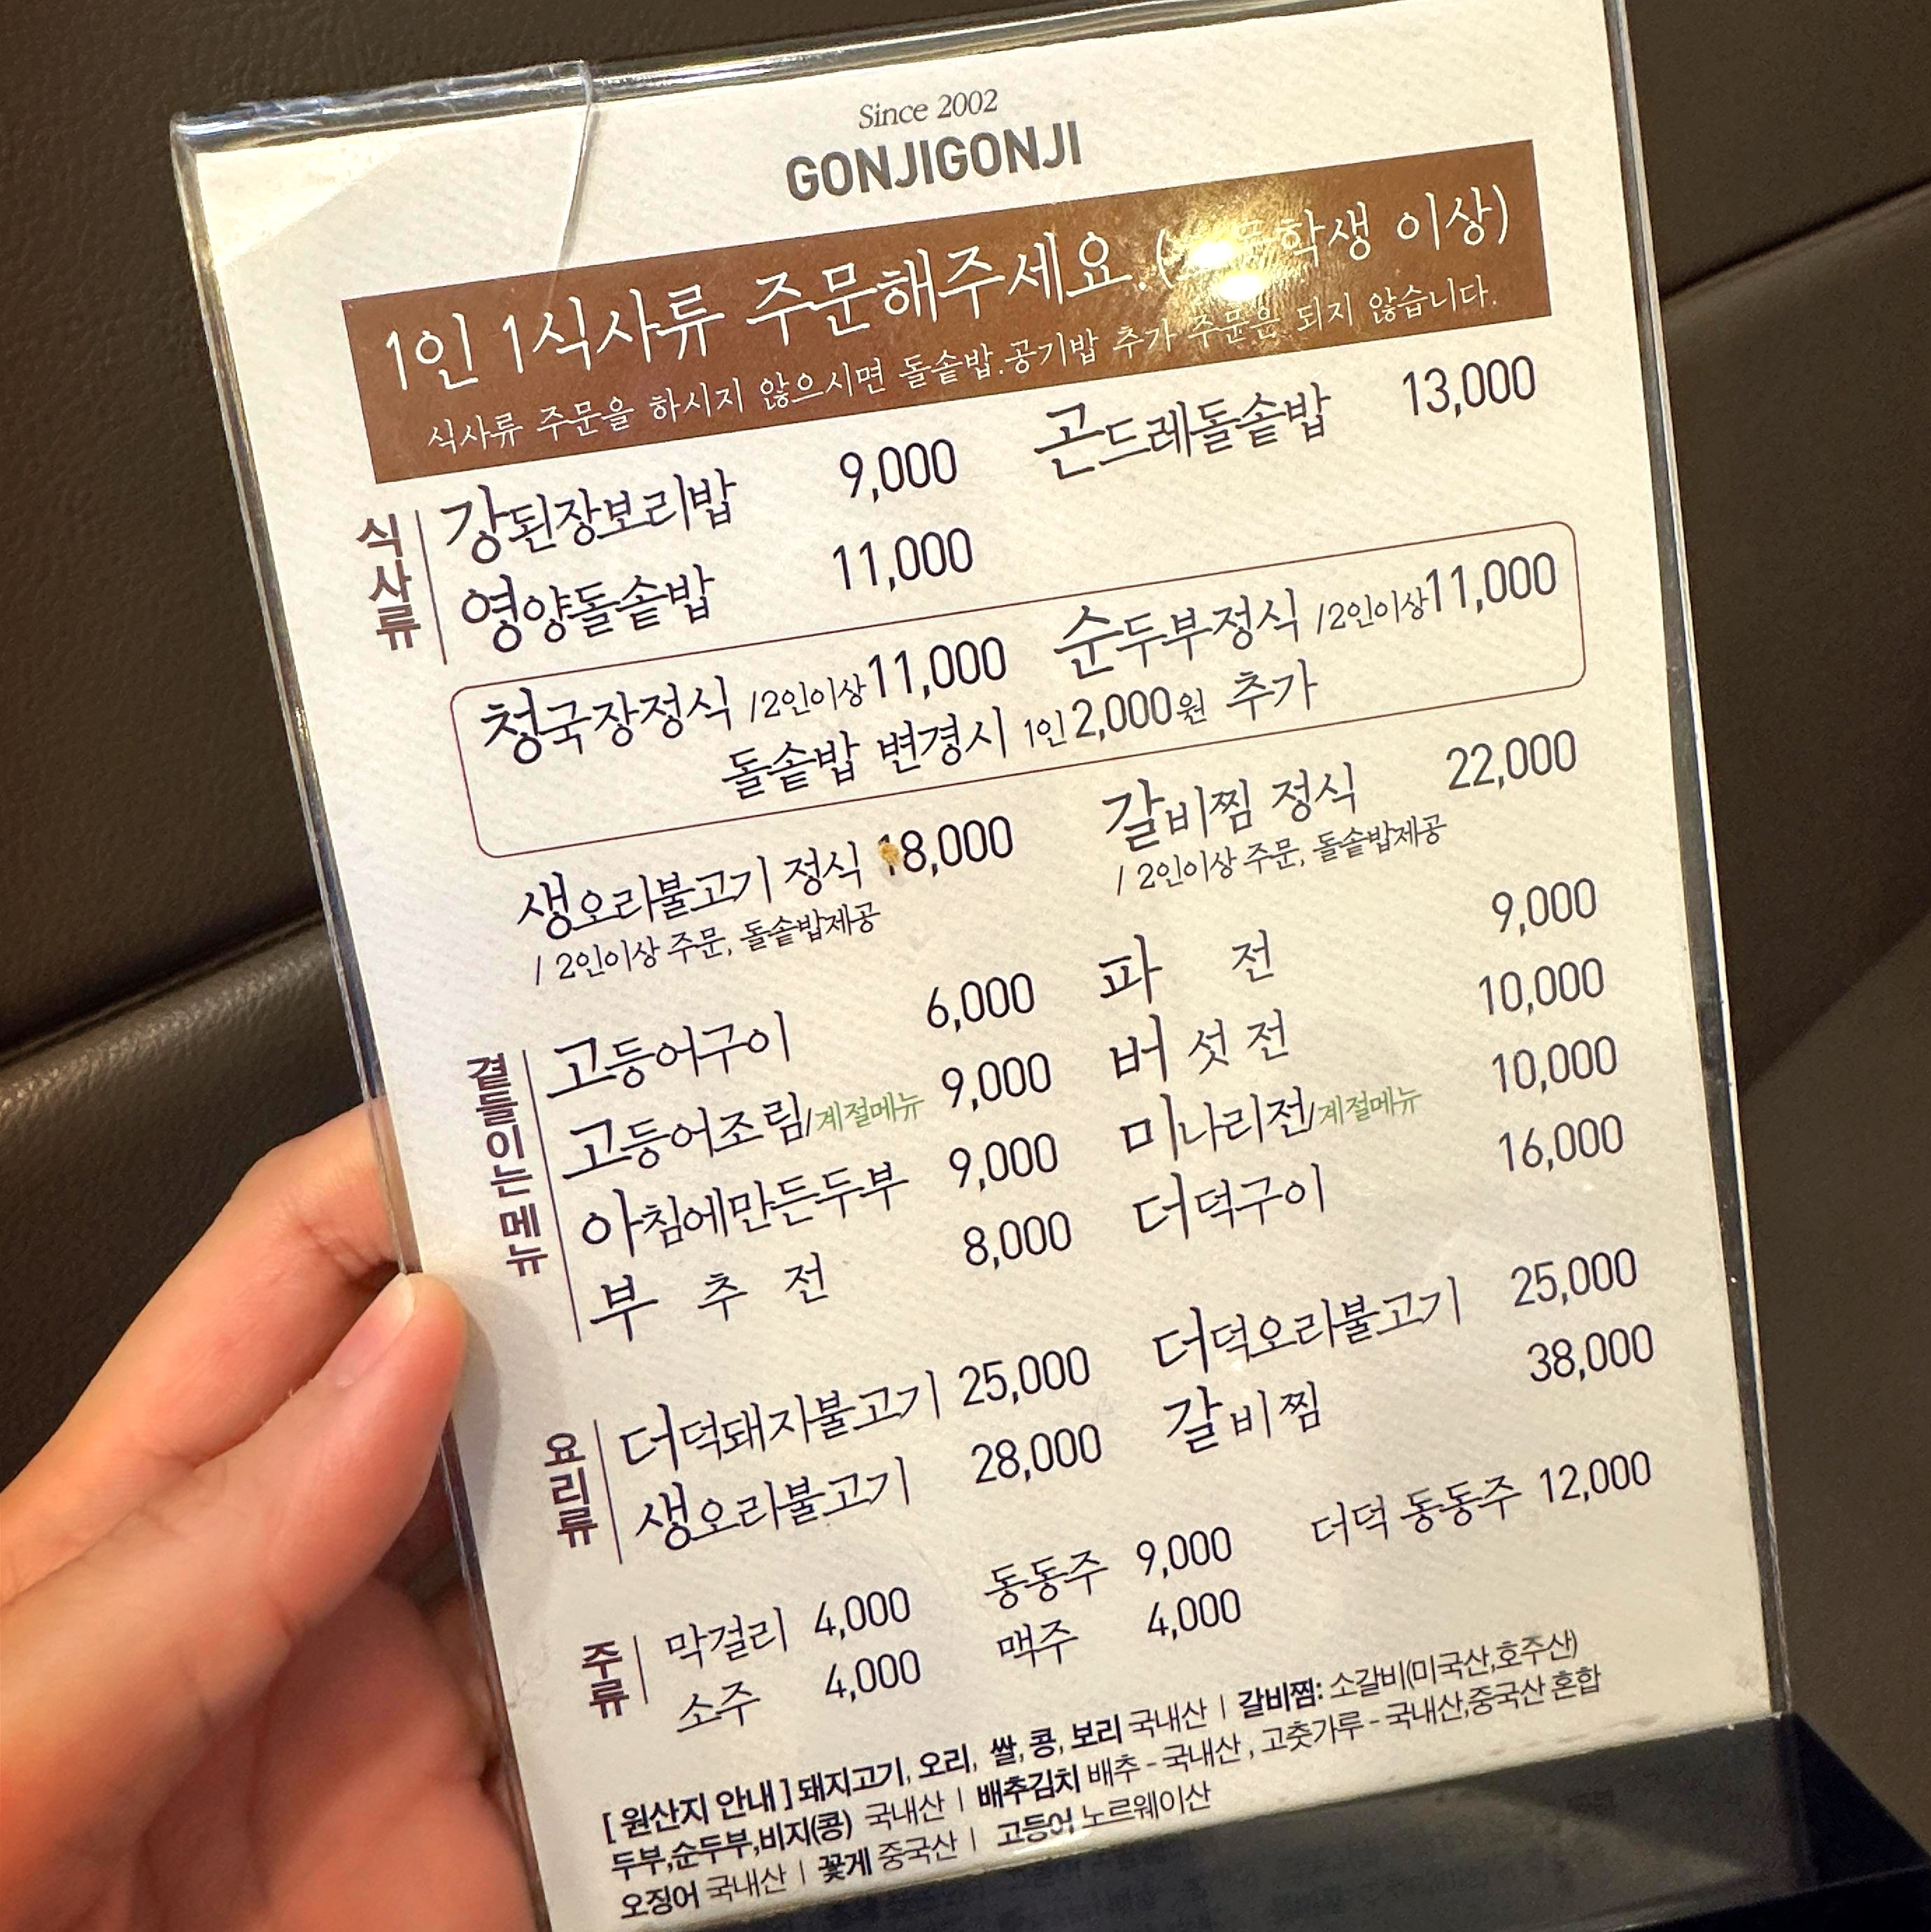 Since 2002
GONJIGONJI
1인 1식사류 주문해주세요.( 이상)
식사류 주문을 하시지 않으시면 돌솥밥.공기밥 추가 주문은 되지 않습니다.
식사류
강된장보리밥 9,000 곤드레돌솥밥 13,000
영양돌솥밥 11,000
청국장정식 /2인이상 11,000 순두부정식 /2인이상 11,000
돌솥밥 변경시 1인 2,000원 추가
생오리불고기 정식 18,000 갈비찜 정식 22,000
/ 2인이상 주문, 돌솥밥제공 / 2인이상 주문, 돌솥밥제공
곁들이는 메뉴
고등어구이 6,000 파 전 9,000
고등어조림/계절메뉴 9,000 버섯전 10,000
아침에만든두부 9,000 미나리전/계절메뉴 10,000
부 추 전 8,000 더덕구이 16,000
요리류
더덕돼지불고기 25,000 더덕오리불고기 25,000
생오리불고기 28,000 갈비찜 38,000
주류
막걸리 4,000 동동주 9,000 더덕 동동주 12,000
소주 4,000 맥주 4,000
[ 원산지 안내 ] 돼지고기, 오리, 쌀, 콩, 보리 국내산 | 갈비찜: 소갈비(미국산,호주산)
두부,순두부,비지(콩) 국내산 | 배추김치 배추 - 국내산 , 고춧가루 - 국내산,중국산 혼합
오징어 국내산 | 꽃게 중국산 | 고등어 노르웨이산